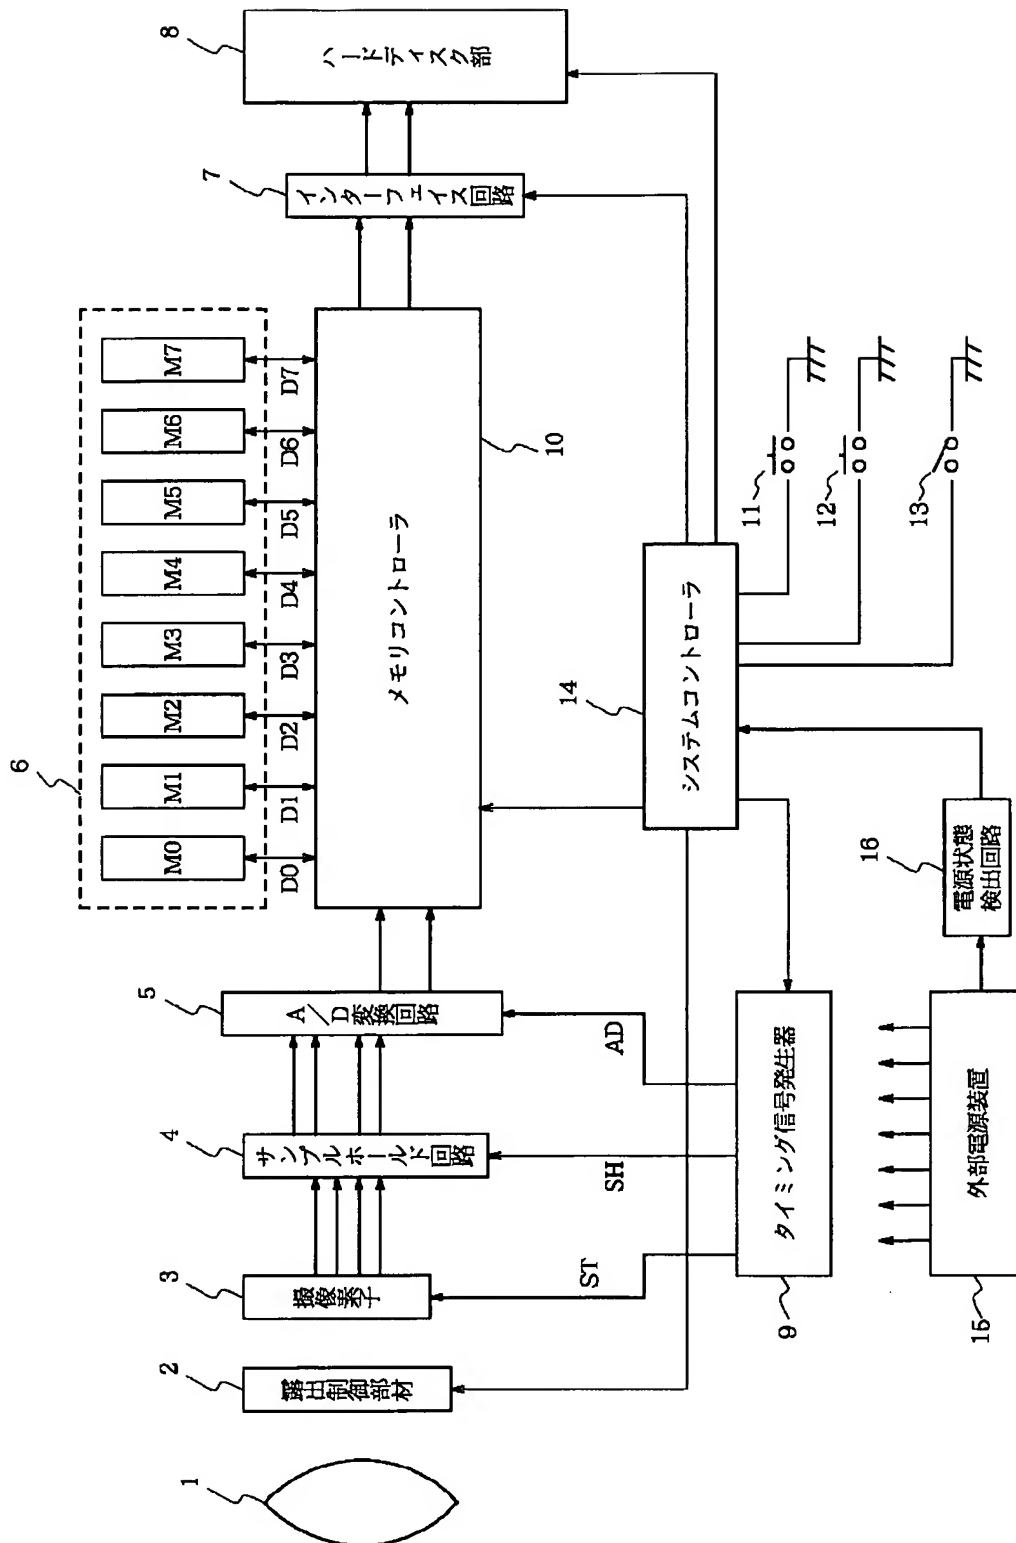 1
2
露出制御部材
3
撮像素子
4
サンプルホールド回路
5
A/D変換回路
6
M0
M1
M2
M3
M4
M5
M6
M7
D0
D1
D2
D3
D4
D5
D6
D7
メモリコントローラ
10
7
インターフェイス回路
8
ハードディスク部
ST
SH
AD
14
システムコントローラ
11
12
13
9
タイミング信号発生器
15
外部電源装置
16
電源状態
検出回路